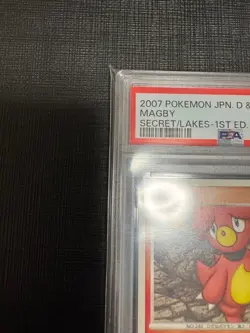 2007 POKEMON JPN. D &
MAGBY
SECRET/LAKES-1ST ED.
PSA